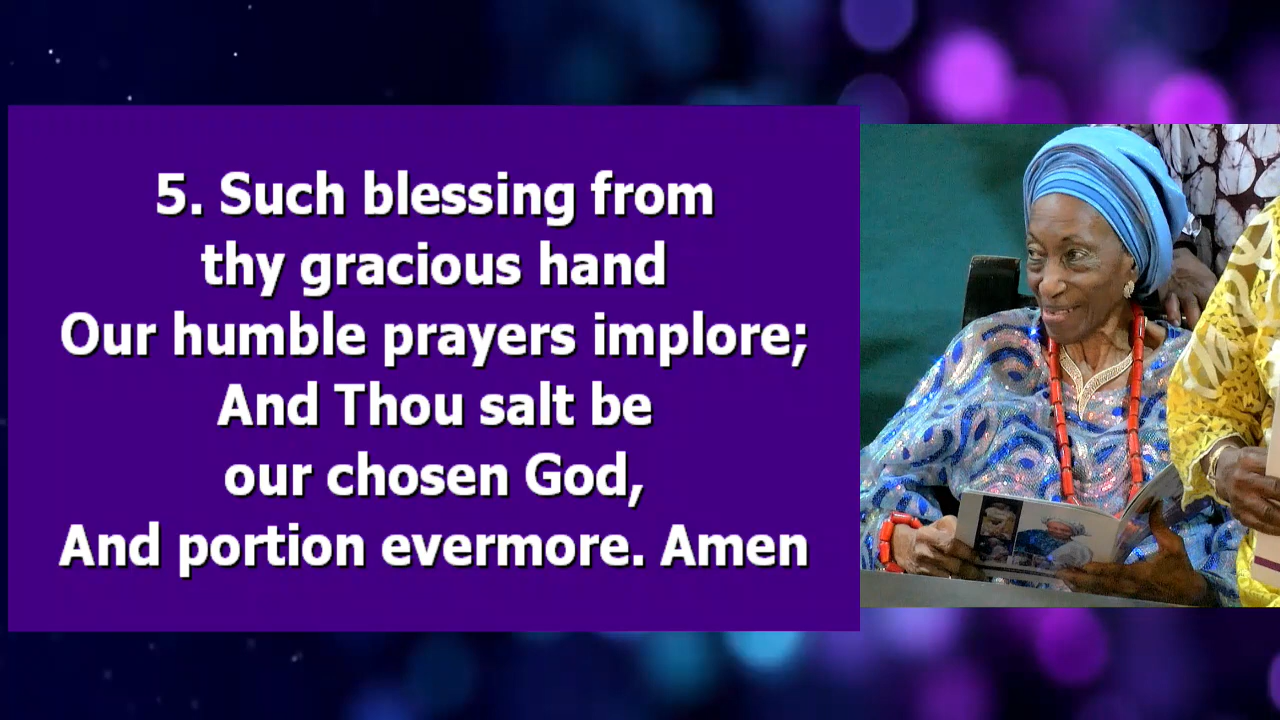 5. Such blessing from
thy gracious hand
Our humble prayers implore;
And Thou salt be
our chosen God,
And portion evermore. Amen